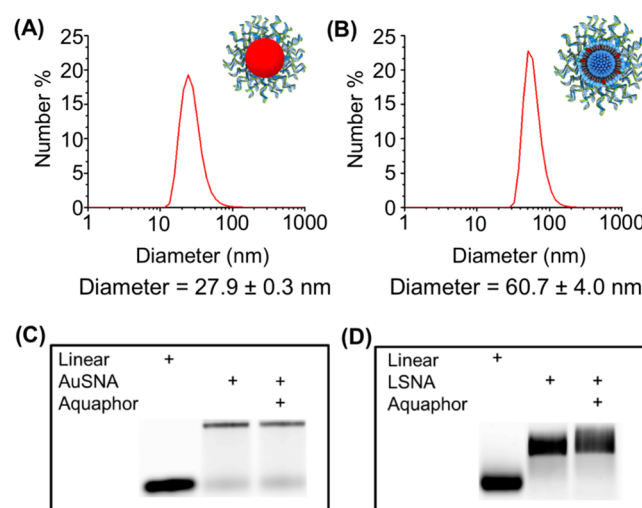 (A)
25
20
15
10
5
0
Number %
1 10 100 1000
Diameter (nm)
Diameter = 27.9 ± 0.3 nm
(B)
25
20
15
10
5
0
Number %
1 10 100 1000
Diameter (nm)
Diameter = 60.7 ± 4.0 nm
(C)
Linear +
AuSNA + +
Aquaphor +
(D)
Linear +
LSNA + +
Aquaphor +